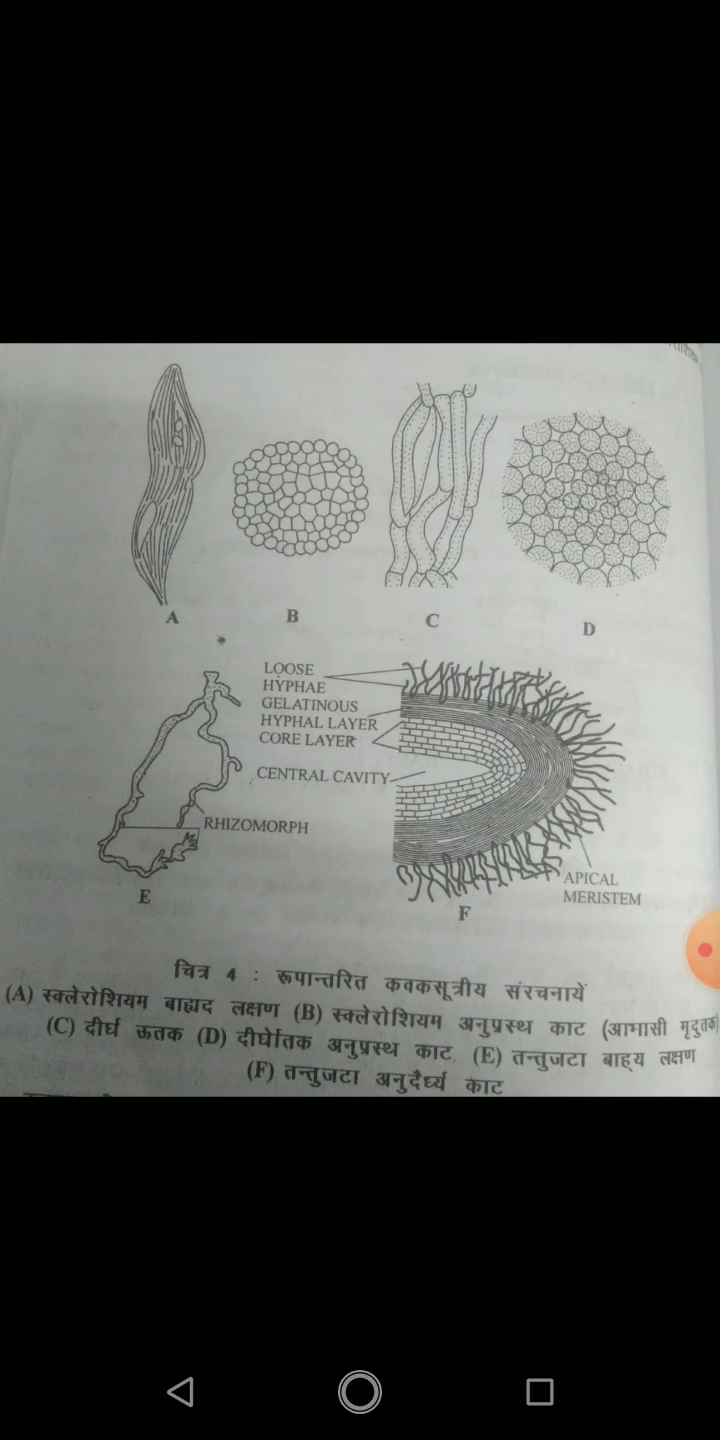 A
B
C
D
LOOSE
HYPHAE
GELATINOUS
HYPHAL LAYER
CORE LAYER
CENTRAL CAVITY
RHIZOMORPH
E
APICAL
MERISTEM
F
चित्र 4 : रूपान्तरित कवकसूत्रीय संरचनायें
(A) स्क्लेरोशियम बाह्यद लक्षण (B) स्क्लेरोशियम अनुप्रस्थ काट (आभासी मृदुतक)
(C) दीर्घ ऊतक (D) दीर्घोतक अनुप्रस्थ काट. (E) तन्तुजटा बाह्य लक्षण
(F) तन्तुजटा अनुदैर्ध्य काट